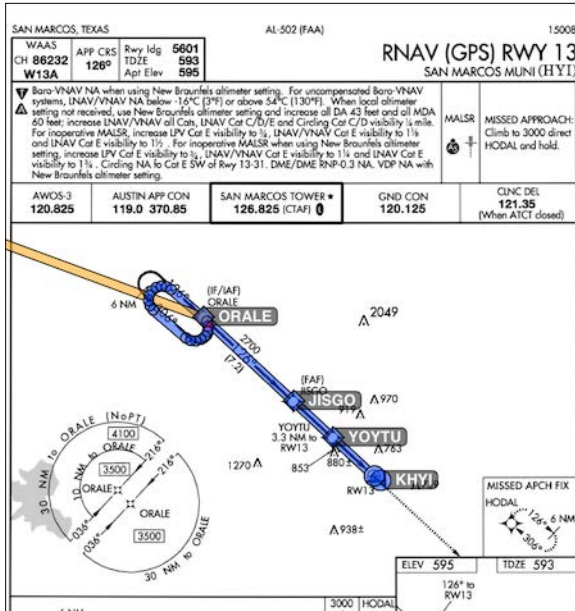 SAN MARCOS, TEXAS
AL-502 (FAA)
15008
WAAS
CH 86232
W13A
APP CRS
126°
Rwy ldg 5601
TDZE 593
Apt Elev 595
RNAV (GPS) RWY 13
SAN MARCOS MUNI (HYI)
Baro-VNAV NA when using New Braunfels altimeter setting. For uncompensated Baro-VNAV
systems, LNAV/VNAV NA below -16°C (3°F) or above 54°C (130°F). When local altimeter
setting not received, use New Braunfels altimeter setting and increase all DA 43 feet and all MDA
60 feet; increase LNAV/VNAV all Cats, LNAV Cat C/D/E and Circling Cat C/D visibility ¼ mile.
For inoperative MALSR, increase LPV Cat E visibility to ¾, LNAV/VNAV Cat E visibility to 1⅛
and LNAV Cat E visibility to 1½. For inoperative MALSR when using New Braunfels altimeter
setting, increase LPV Cat E visibility to ¾, LNAV/VNAV Cat E visibility to 1¼ and LNAV Cat E
visibility to 1¾. Circling NA to Cat E SW of Rwy 13-31. DME/DME RNP-0.3 NA. VDP NA with
New Braunfels altimeter setting.
MALSR
MISSED APPROACH:
Climb to 3000 direct
HODAL and hold.
AWOS-3
120.825
AUSTIN APP CON
119.0 370.85
SAN MARCOS TOWER ★
126.825 (CTAF)
GND CON
120.125
CLNC DEL
121.35
(When ATCT closed)
6 NM
(IF/IAF)
ORALE
ORALE
2049
2700
126°
(7.2)
(FAF)
JISGO
JISGO
970
919
YOYTU
3.3 NM to
RW13
YOYTU
763
853
880±
1270
KHYI
RW13
938±
30 NM to ORALE (NoPT)
4100
10 NM to ORALE
3500
216°
216°
ORALE
ORALE
036°
036°
3500
30 NM to ORALE
MISSED APCH FIX
HODAL
126°
306°
6 NM
ELEV 595
TDZE 593
126° to
RW13
3000
HODAL